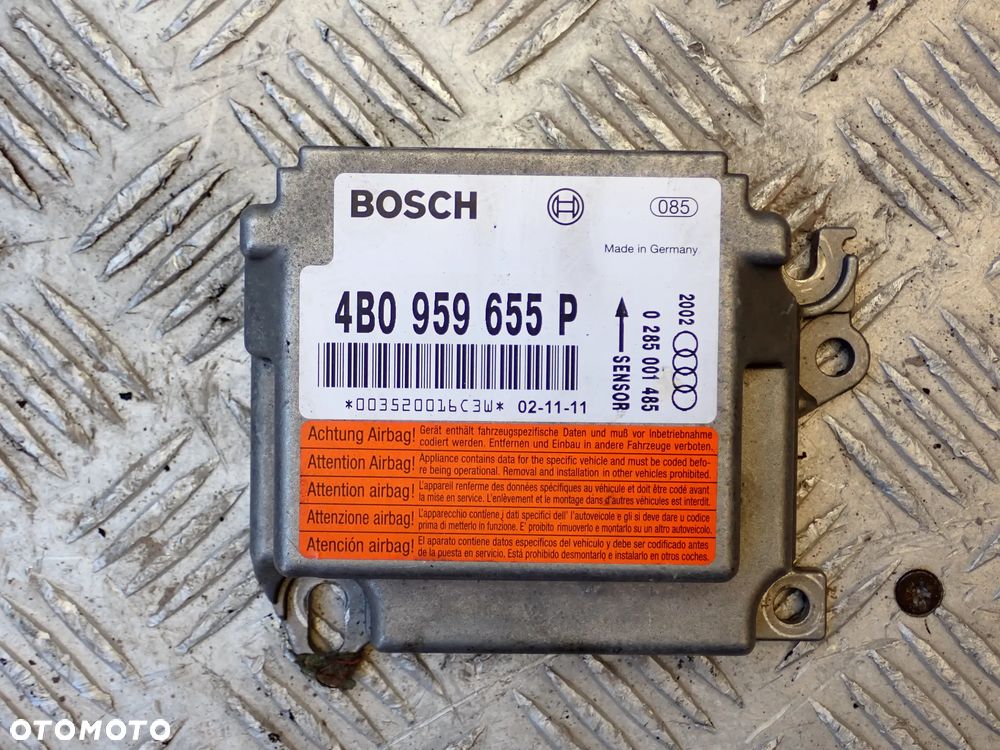 BOSCH
085
Made in Germany
4B0 959 655 P
*003520016C3W* 02-11-11
SENSOR
0 285 001 485
2002
Achtung Airbag! Gerät enthält fahrzeugspezifische Daten und muß vor Inbetriebnahme
codiert werden. Entfernen und Einbau in andere Fahrzeuge verboten.
Attention Airbag! Appliance contains data for the specific vehicle and must be coded befo-
re being operational. Removal and installation in other vehicles prohibited.
Attention airbag! L'appareil renferme des données spécifiques au véhicule et doit être codé avant
la mise en service. L'enlèvement et le montage dans d'autres véhicules est interdit.
Attenzione airbag! L'apparecchio contiene i dati specifici dell' l'autoveicole e gli si deve dare u codice
prima di metterlo in funzione. E' proibito rimuoverlo e montarlo su un altro autoveicolo.
Atención airbag! El aparato contiene datos específicos del vehículo y debe ser codificado antes
de la puesta en servicio. Está prohibido desmontarlo e instalarlo en otros coches.
OTOMOTO